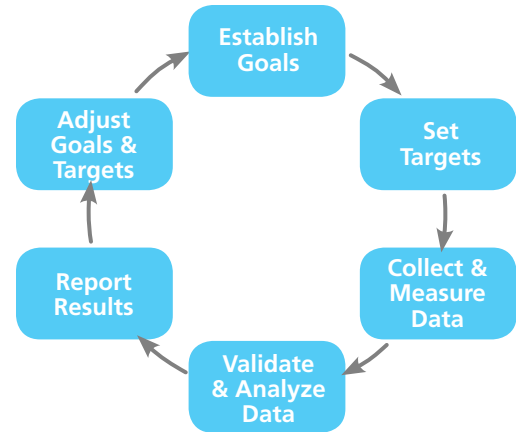 Establish
Goals
Set
Targets
Collect &
Measure
Data
Validate
& Analyze
Data
Report
Results
Adjust
Goals &
Targets